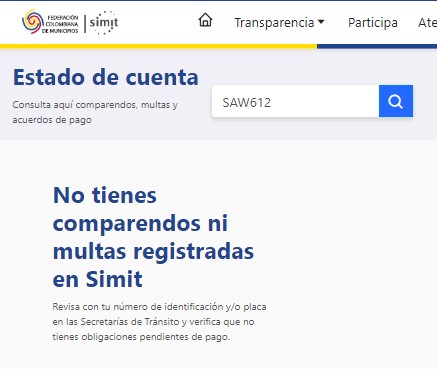 FEDERACIÓN
COLOMBIANA
DE MUNICIPIOS
simit
Transparencia
Participa
Ate
Estado de cuenta
Consulta aquí comparendos, multas y
acuerdos de pago
SAW612
No tienes
comparendos ni
multas registradas
en Simit
Revisa con tu número de identificación y/o placa
en las Secretarías de Tránsito y verifica que no
tienes obligaciones pendientes de pago.